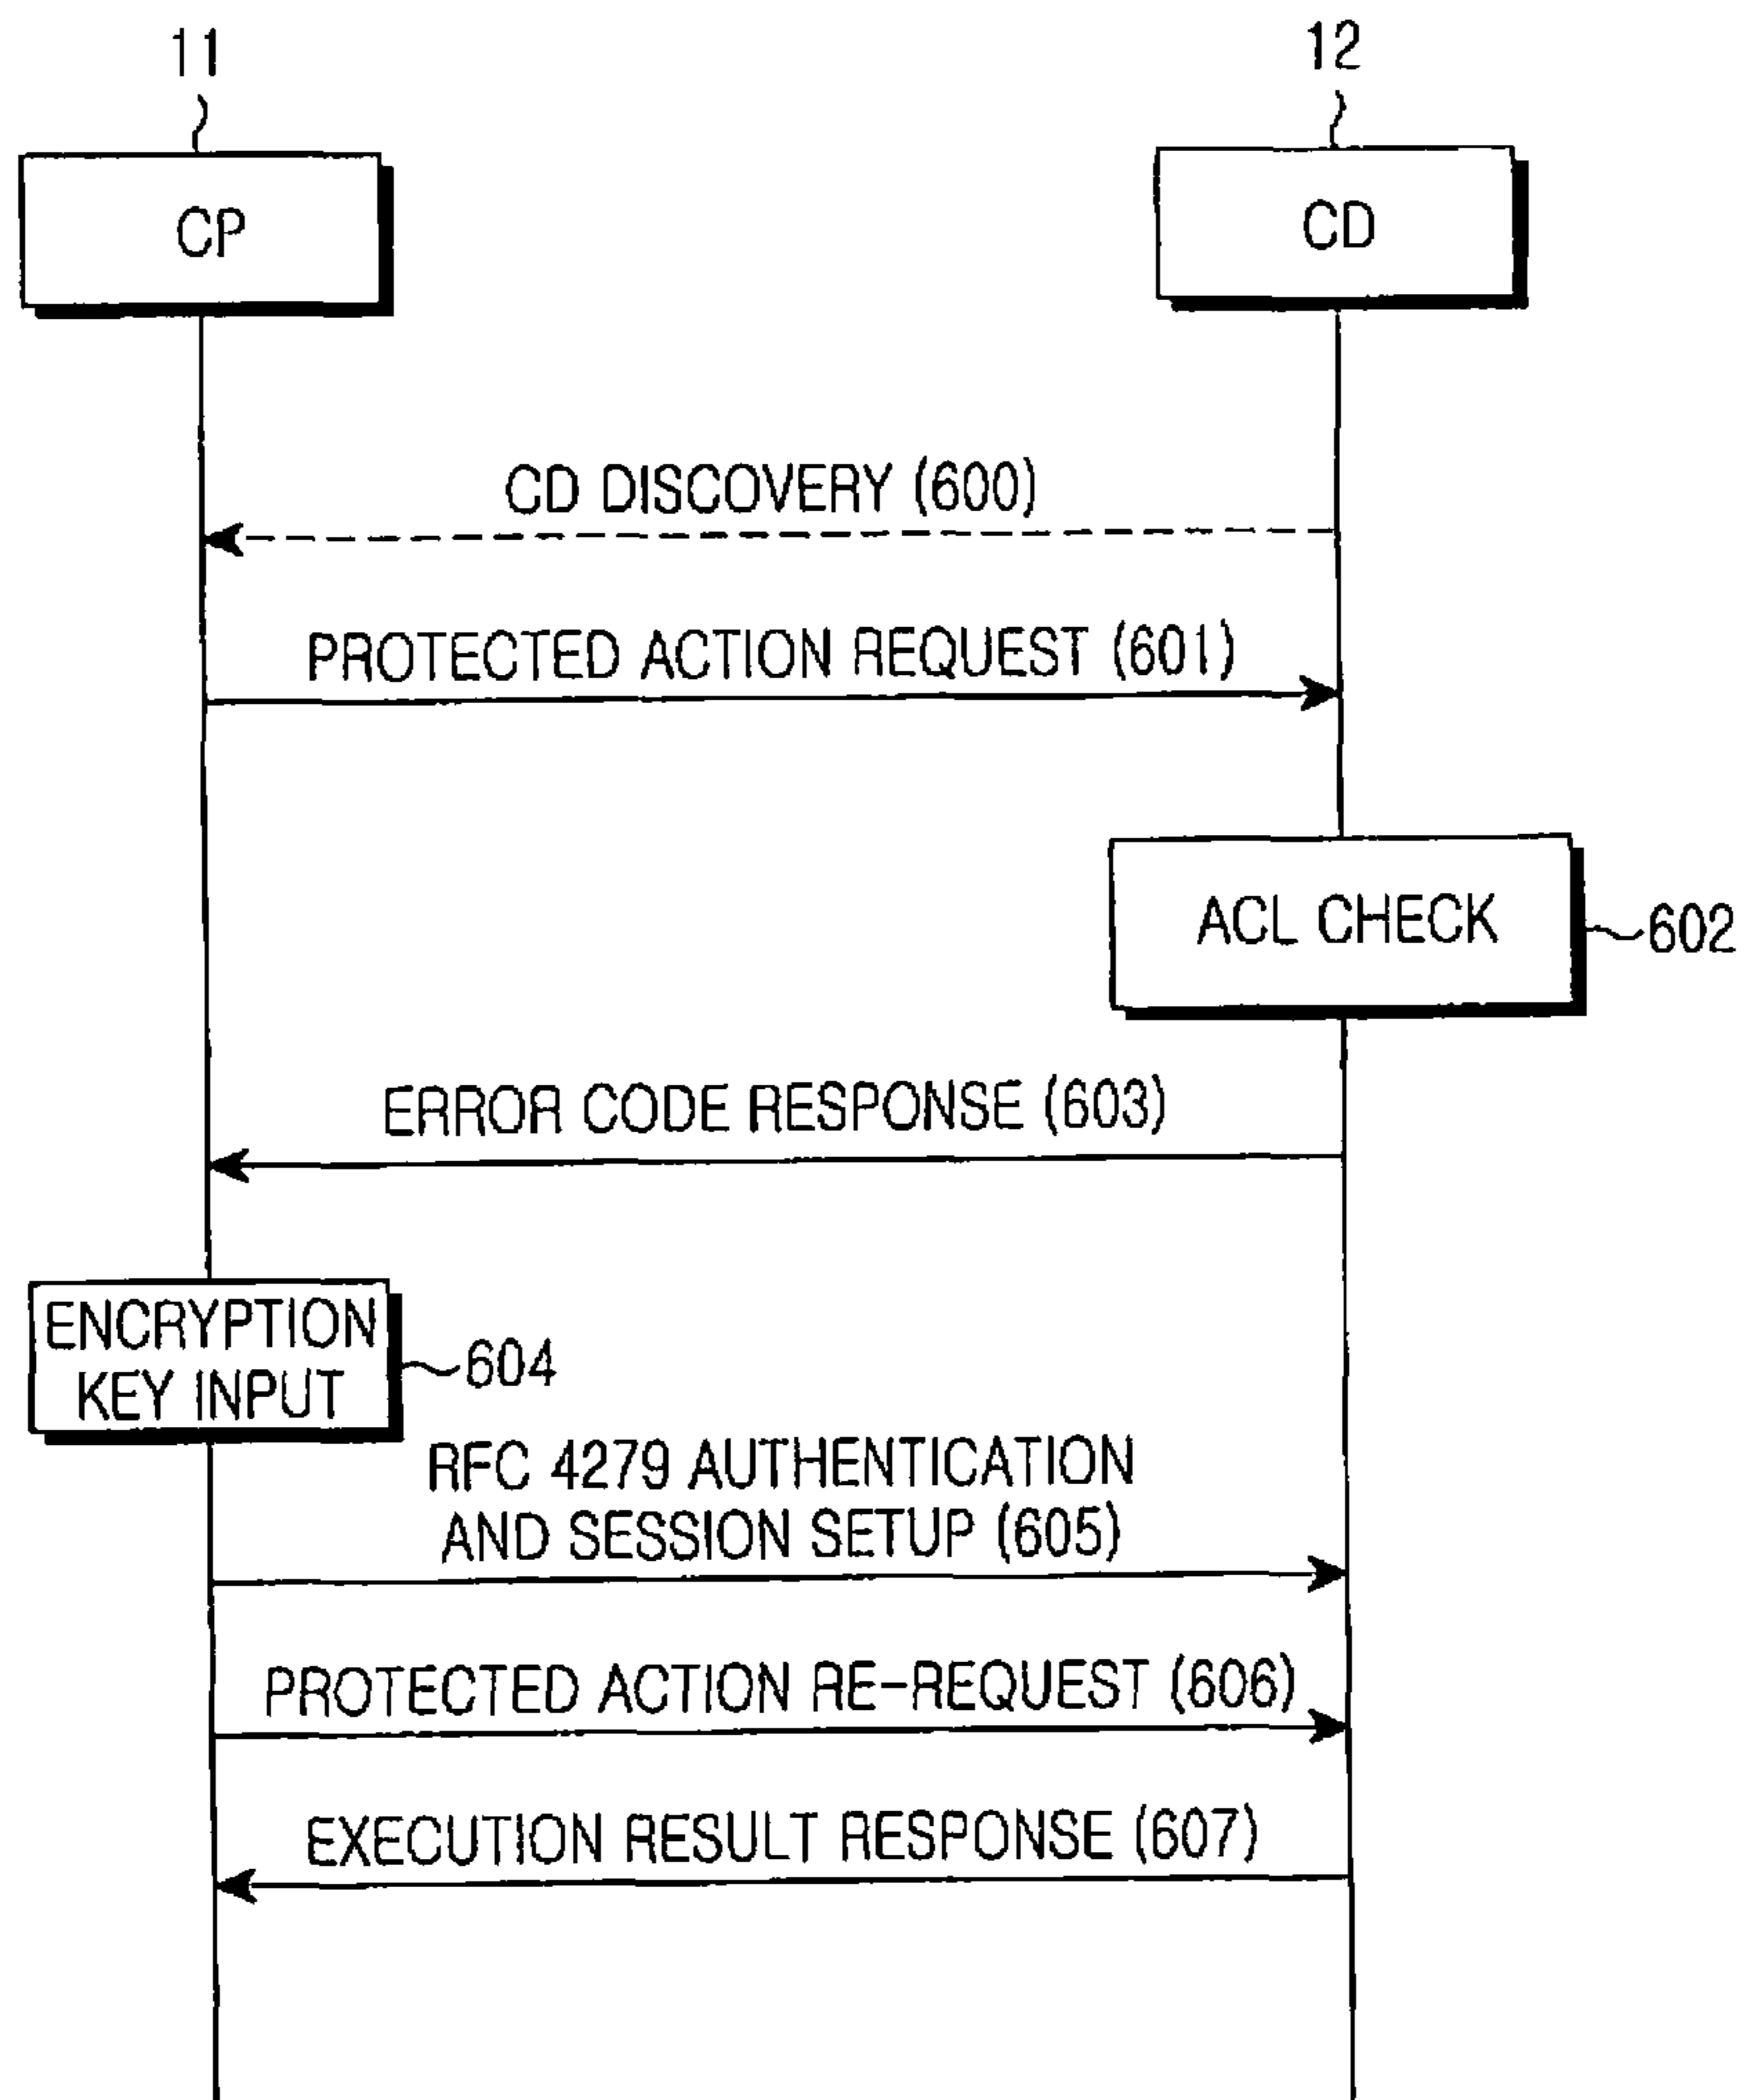 11
12
CP
CD
CD DISCOVERY (600)
PROTECTED ACTION REQUEST (601)
ACL CHECK
602
ERROR CODE RESPONSE (603)
ENCRYPTION
KEY INPUT
604
RFC 4279 AUTHENTICATION
AND SESSION SETUP (605)
PROTECTED ACTION RE-REQUEST (606)
EXECUTION RESULT RESPONSE (607)